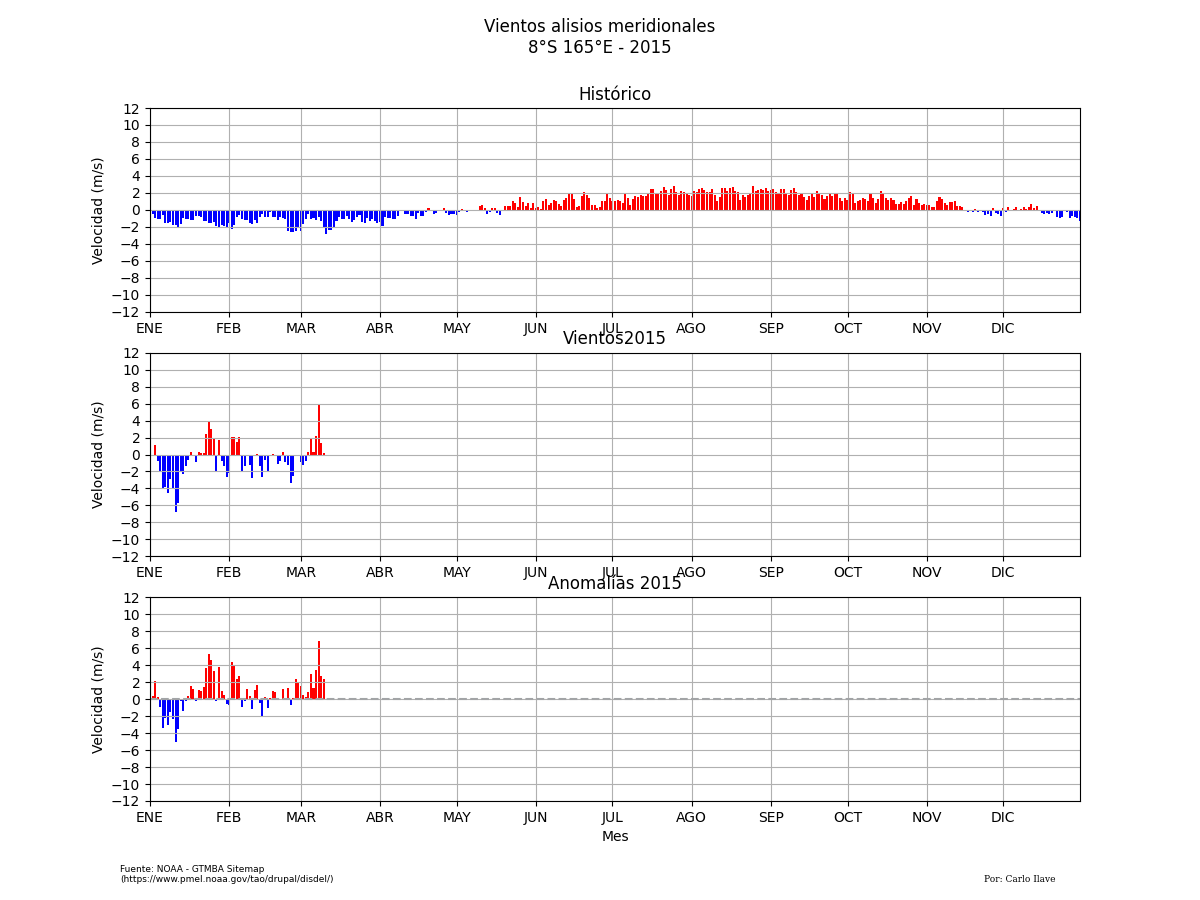 Vientos alisios meridionales
8°S 165°E - 2015
Histórico
12
10
8
6
4
2
0
−2
−4
−6
−8
−10
−12
Velocidad (m/s)
ENE FEB MAR ABR MAY JUN JUL AGO SEP OCT NOV DIC
Vientos2015
12
10
8
6
4
2
0
−2
−4
−6
−8
−10
−12
Velocidad (m/s)
ENE FEB MAR ABR MAY JUN JUL AGO SEP OCT NOV DIC
Anomalías 2015
12
10
8
6
4
2
0
−2
−4
−6
−8
−10
−12
Velocidad (m/s)
ENE FEB MAR ABR MAY JUN JUL AGO SEP OCT NOV DIC
Mes
Fuente: NOAA - GTMBA Sitemap
(https://www.pmel.noaa.gov/tao/drupal/disdel/)
Por: Carlo Ilave